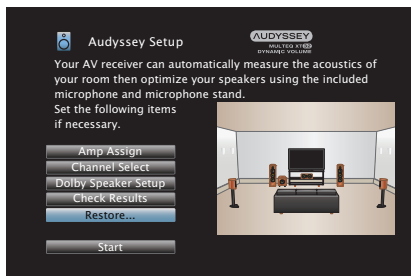 Audyssey Setup
AUDYSSEY
MULTEQ XT32
DYNAMIC VOLUME
Your AV receiver can automatically measure the acoustics of
your room then optimize your speakers using the included
microphone and microphone stand.
Set the following items
if necessary.
Amp Assign
Channel Select
Dolby Speaker Setup
Check Results
Restore...
Start